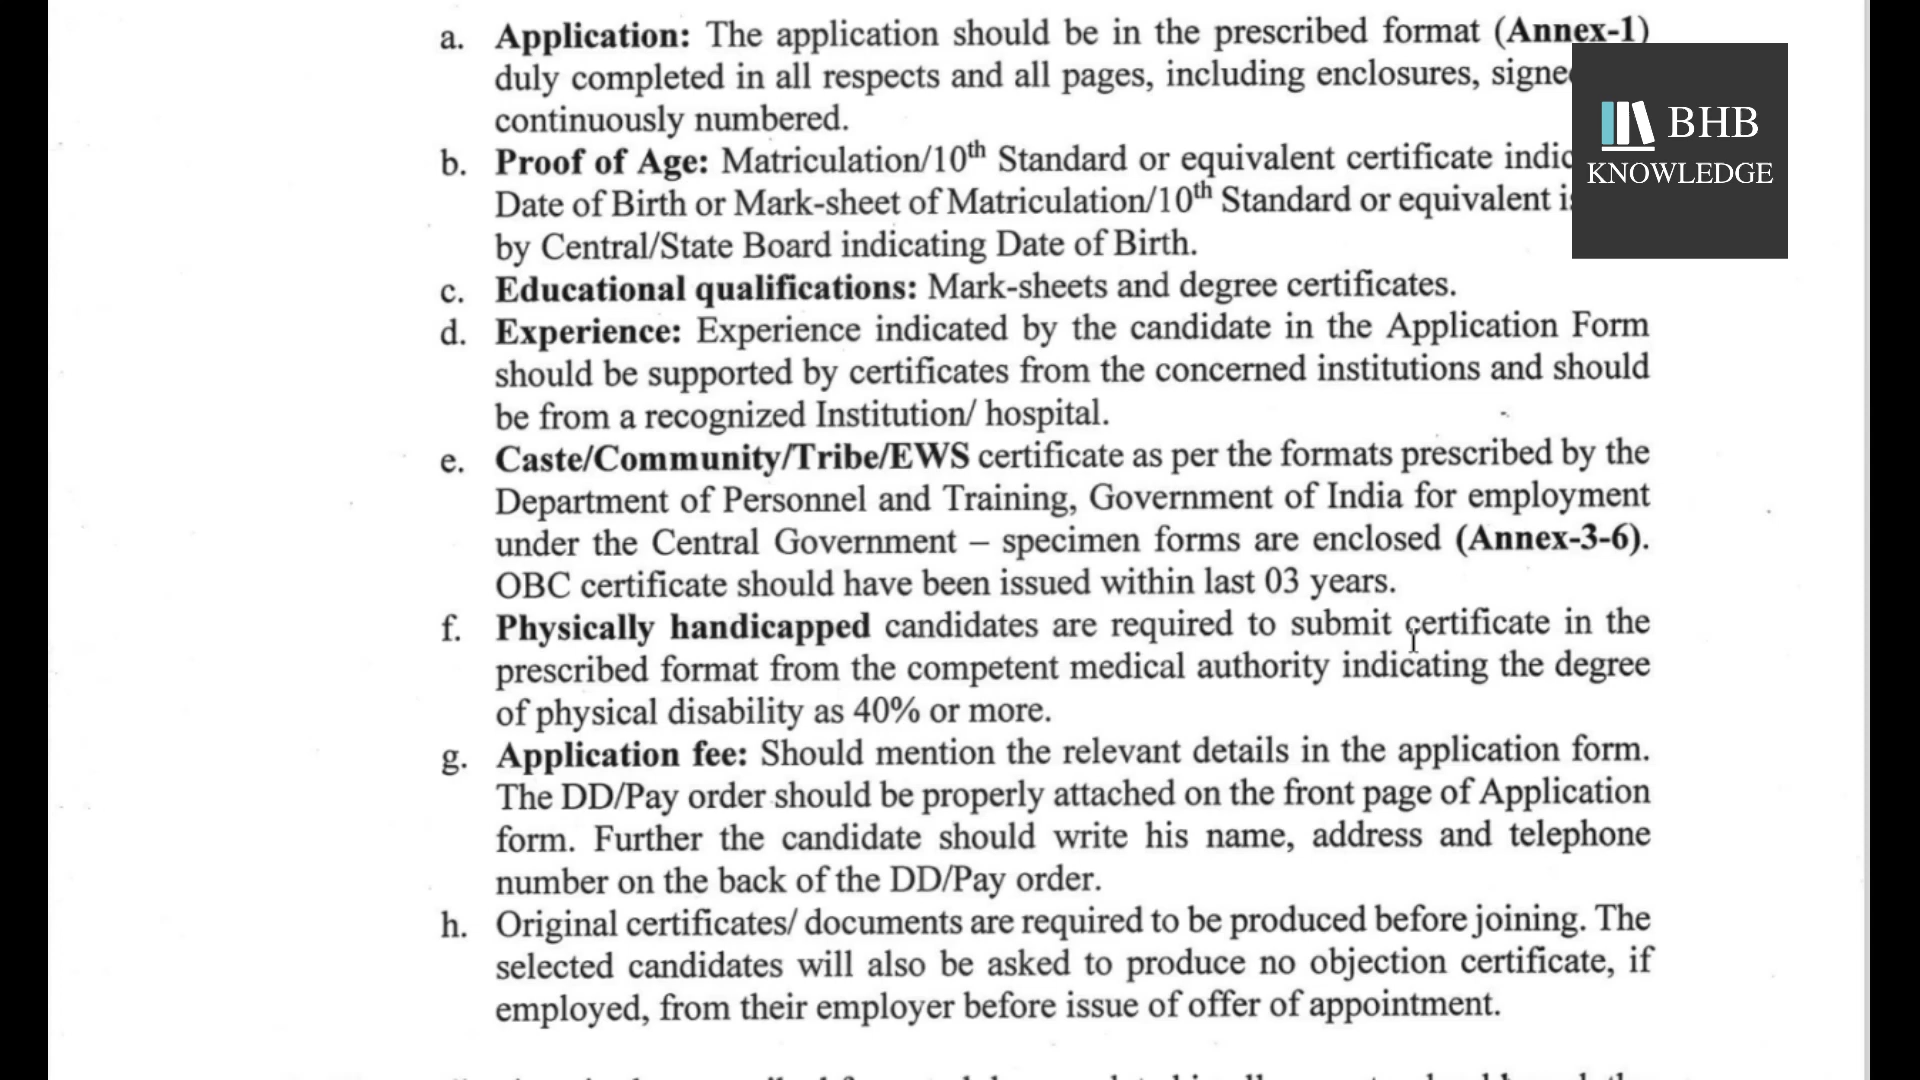 a. Application: The application should be in the prescribed format (Annex-1)
duly completed in all respects and all pages, including enclosures,
continuously numbered.
b. Proof of Age: Matriculation/10th Standard or equivalent certificate
Date of Birth or Mark-sheet of Matriculation/10th Standard or equivalent
by Central/State Board indicating Date of Birth.
c. Educational qualifications: Mark-sheets and degree certificates.
d. Experience: Experience indicated by the candidate in the Application Form
should be supported by certificates from the concerned institutions and should
be from a recognized Institution/ hospital.
e. Caste/Community/Tribe/EWS certificate as per the formats prescribed by the
Department of Personnel and Training, Government of India for employment
under the Central Government – specimen forms are enclosed (Annex-3-6).
OBC certificate should have been issued within last 03 years.
f. Physically handicapped candidates are required to submit certificate in the
prescribed format from the competent medical authority indicating the degree
of physical disability as 40% or more.
g. Application fee: Should mention the relevant details in the application form.
The DD/Pay order should be properly attached on the front page of Application
form. Further the candidate should write his name, address and telephone
number on the back of the DD/Pay order.
h. Original certificates/ documents are required to be produced before joining. The
selected candidates will also be asked to produce no objection certificate, if
employed, from their employer before issue of offer of appointment.
BHB
KNOWLEDGE